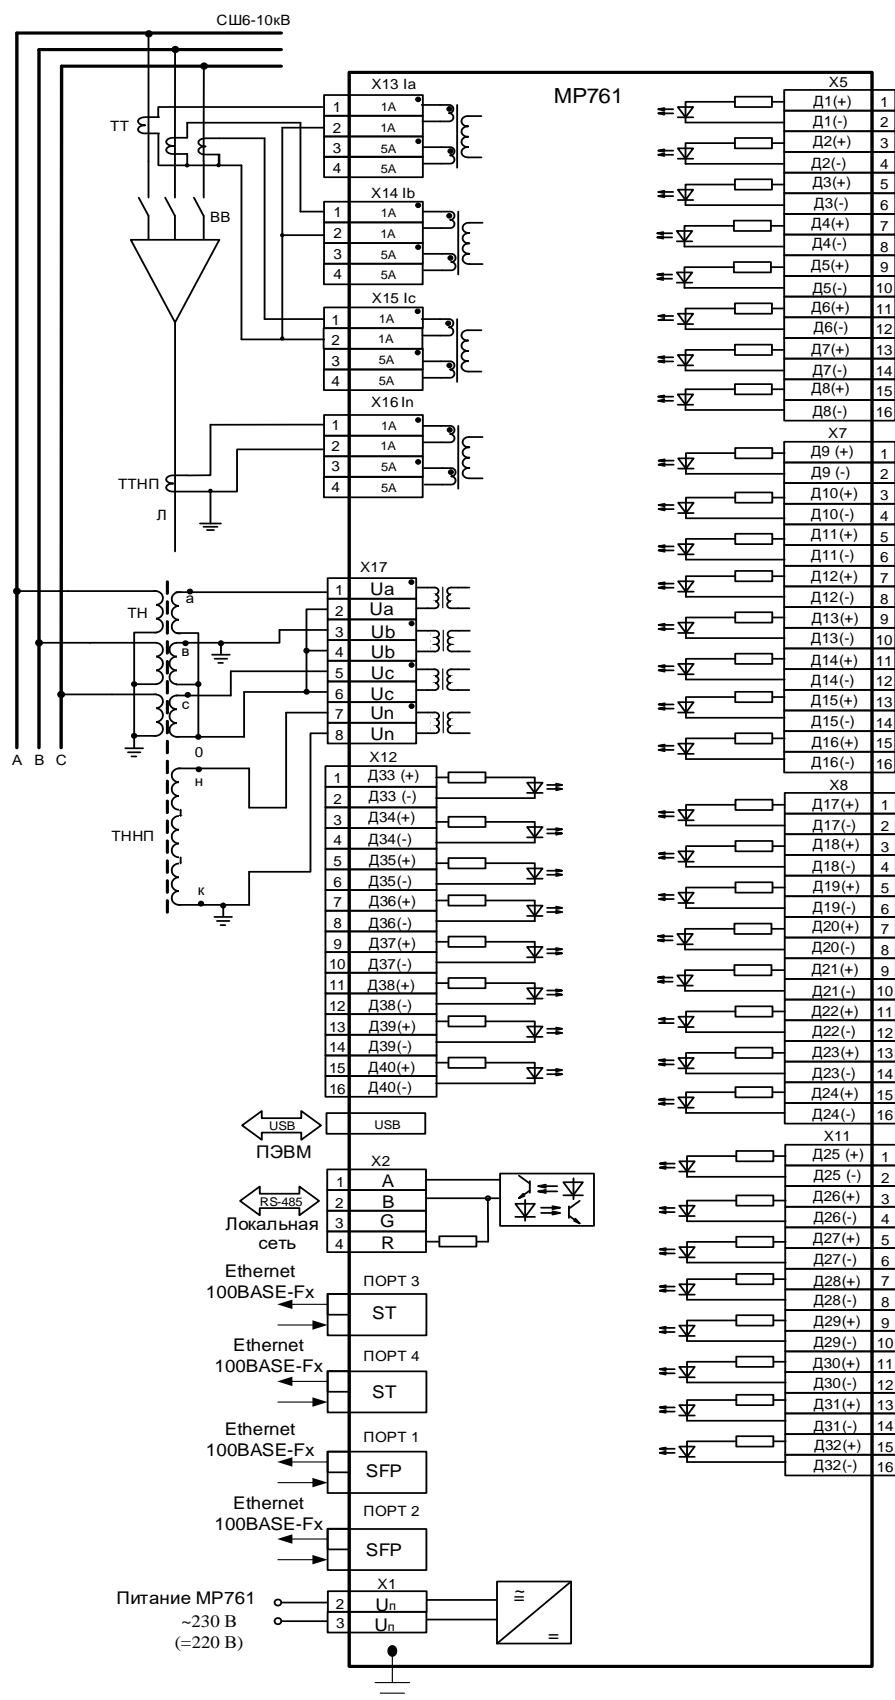 СШ6-10кВ
МР761
ТТ
ВВ
ТТНП
Л
ТН
а
в
с
0
А В С
н
ТННП
к
X13 Ia
1 1А
2 1А
3 5А
4 5А
X14 Ib
1 1А
2 1А
3 5А
4 5А
X15 Ic
1 1А
2 1А
3 5А
4 5А
X16 In
1 1А
2 1А
3 5А
4 5А
X17
1 Ua
2 Ua
3 Ub
4 Ub
5 Uc
6 Uc
7 Un
8 Un
X12
1 Д33 (+)
2 Д33 (-)
3 Д34(+)
4 Д34(-)
5 Д35(+)
6 Д35(-)
7 Д36(+)
8 Д36(-)
9 Д37(+)
10 Д37(-)
11 Д38(+)
12 Д38(-)
13 Д39(+)
14 Д39(-)
15 Д40(+)
16 Д40(-)
USB USB
ПЭВМ
X2
1 A
2 B
3 G
4 R
RS-485
Локальная
сеть
Ethernet
100BASE-Fx
ПОРТ 3
ST
Ethernet
100BASE-Fx
ПОРТ 4
ST
Ethernet
100BASE-Fx
ПОРТ 1
SFP
Ethernet
100BASE-Fx
ПОРТ 2
SFP
X1
2 Uп
3 Uп
Питание МР761
~230 В
(=220 В)
X5
Д1(+) 1
Д1(-) 2
Д2(+) 3
Д2(-) 4
Д3(+) 5
Д3(-) 6
Д4(+) 7
Д4(-) 8
Д5(+) 9
Д5(-) 10
Д6(+) 11
Д6(-) 12
Д7(+) 13
Д7(-) 14
Д8(+) 15
Д8(-) 16
X7
Д9 (+) 1
Д9 (-) 2
Д10(+) 3
Д10(-) 4
Д11(+) 5
Д11(-) 6
Д12(+) 7
Д12(-) 8
Д13(+) 9
Д13(-) 10
Д14(+) 11
Д14(-) 12
Д15(+) 13
Д15(-) 14
Д16(+) 15
Д16(-) 16
X8
Д17(+) 1
Д17(-) 2
Д18(+) 3
Д18(-) 4
Д19(+) 5
Д19(-) 6
Д20(+) 7
Д20(-) 8
Д21(+) 9
Д21(-) 10
Д22(+) 11
Д22(-) 12
Д23(+) 13
Д23(-) 14
Д24(+) 15
Д24(-) 16
X11
Д25 (+) 1
Д25 (-) 2
Д26(+) 3
Д26(-) 4
Д27(+) 5
Д27(-) 6
Д28(+) 7
Д28(-) 8
Д29(+) 9
Д29(-) 10
Д30(+) 11
Д30(-) 12
Д31(+) 13
Д31(-) 14
Д32(+) 15
Д32(-) 16